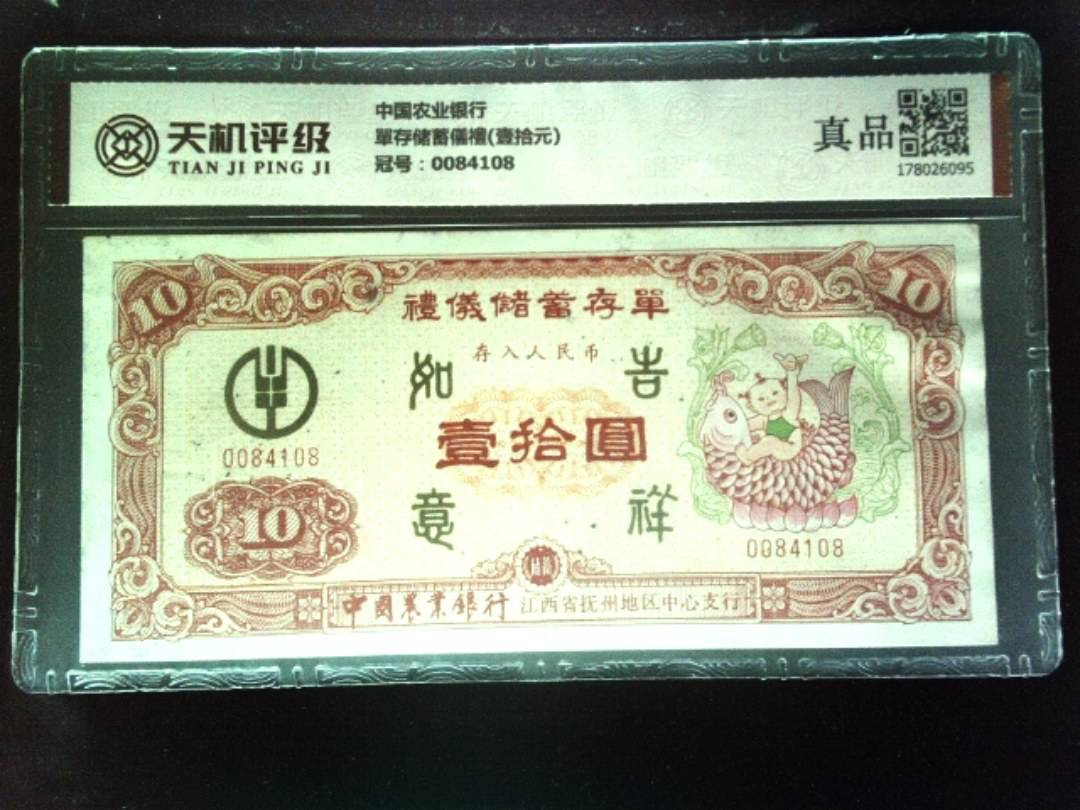 天机评级
TIAN JI PING JI
中国农业银行
單存储蓄儀禮(壹拾元)
冠号：0084108
真品
178026095
10
10
禮儀儲蓄存單
存入人民币
如 吉
壹拾圓
意 祥
0084108
10
0084108
中國農業銀行 江西省抚州地区中心支行